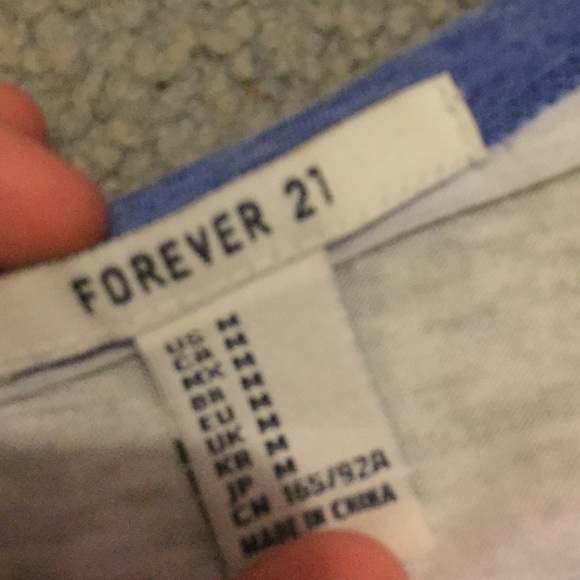 FOREVER 21
US M
CA M
MX M
BR M
EU M
UK M
KR M
JP M
CN 165/92A
MADE IN CHINA